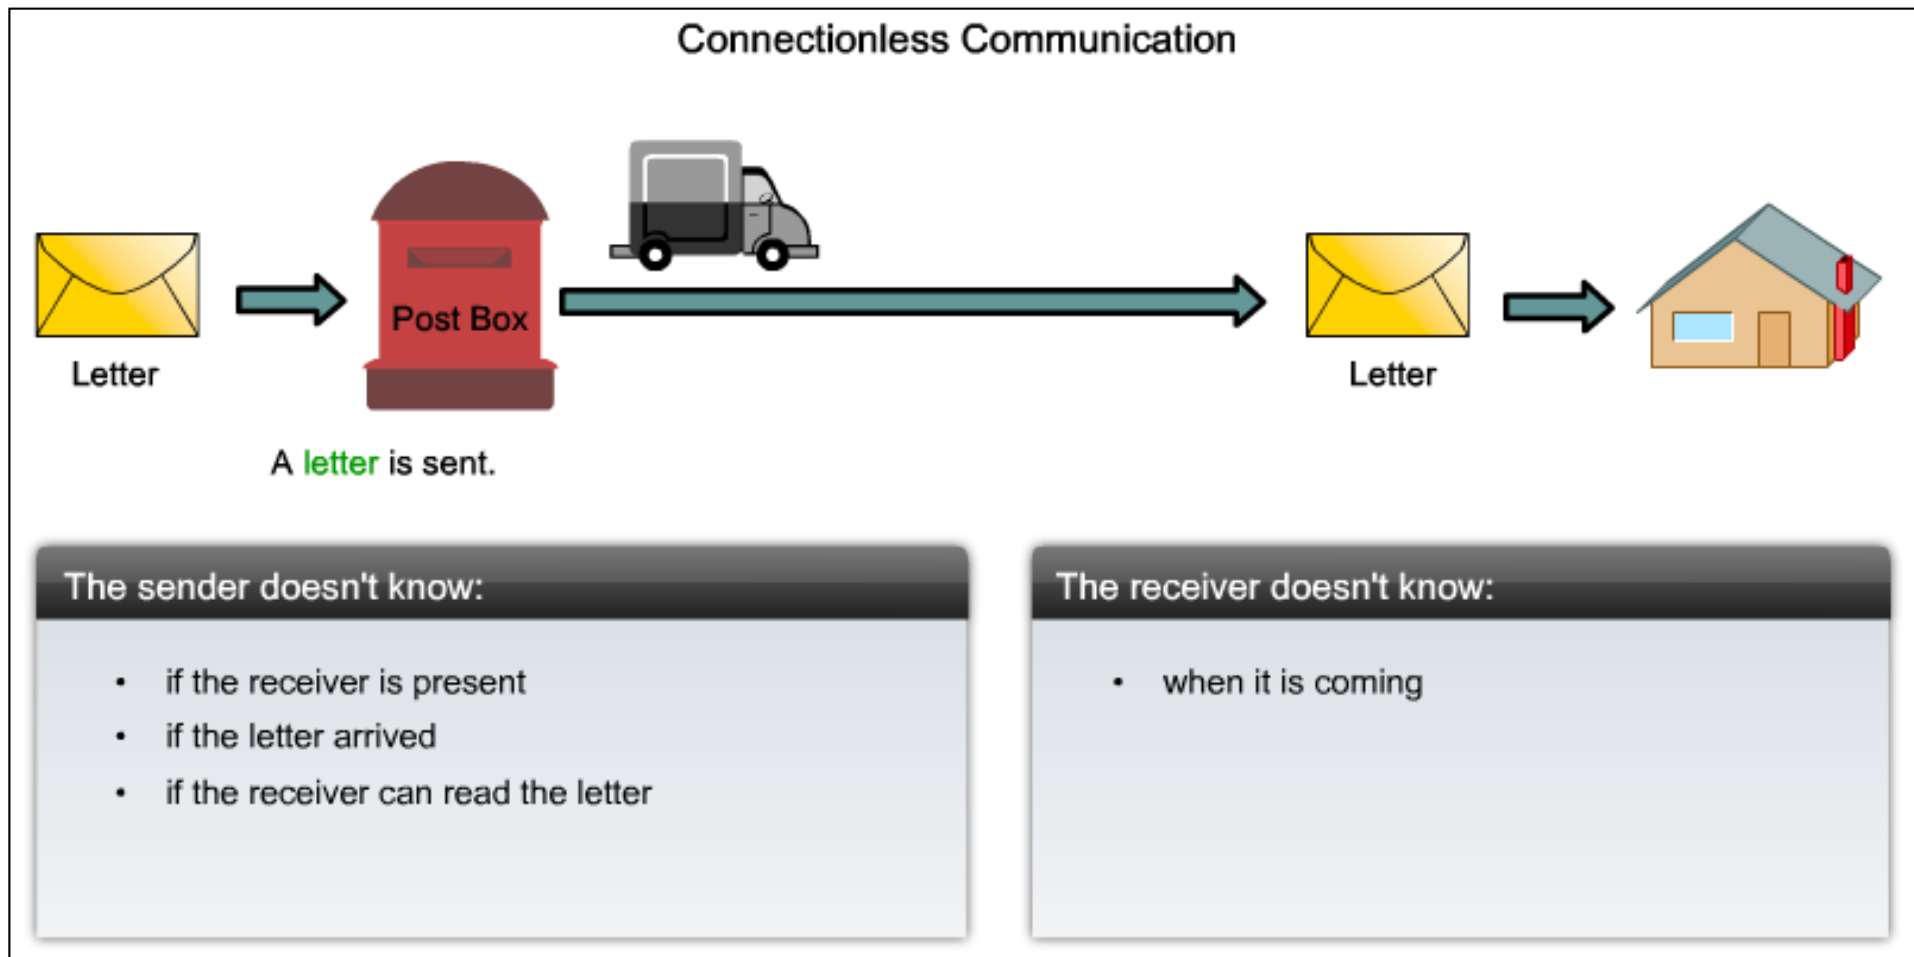 Connectionless Communication
Post Box
Letter
Letter
A letter is sent.
The sender doesn't know:
• if the receiver is present
• if the letter arrived
• if the receiver can read the letter
The receiver doesn't know:
• when it is coming